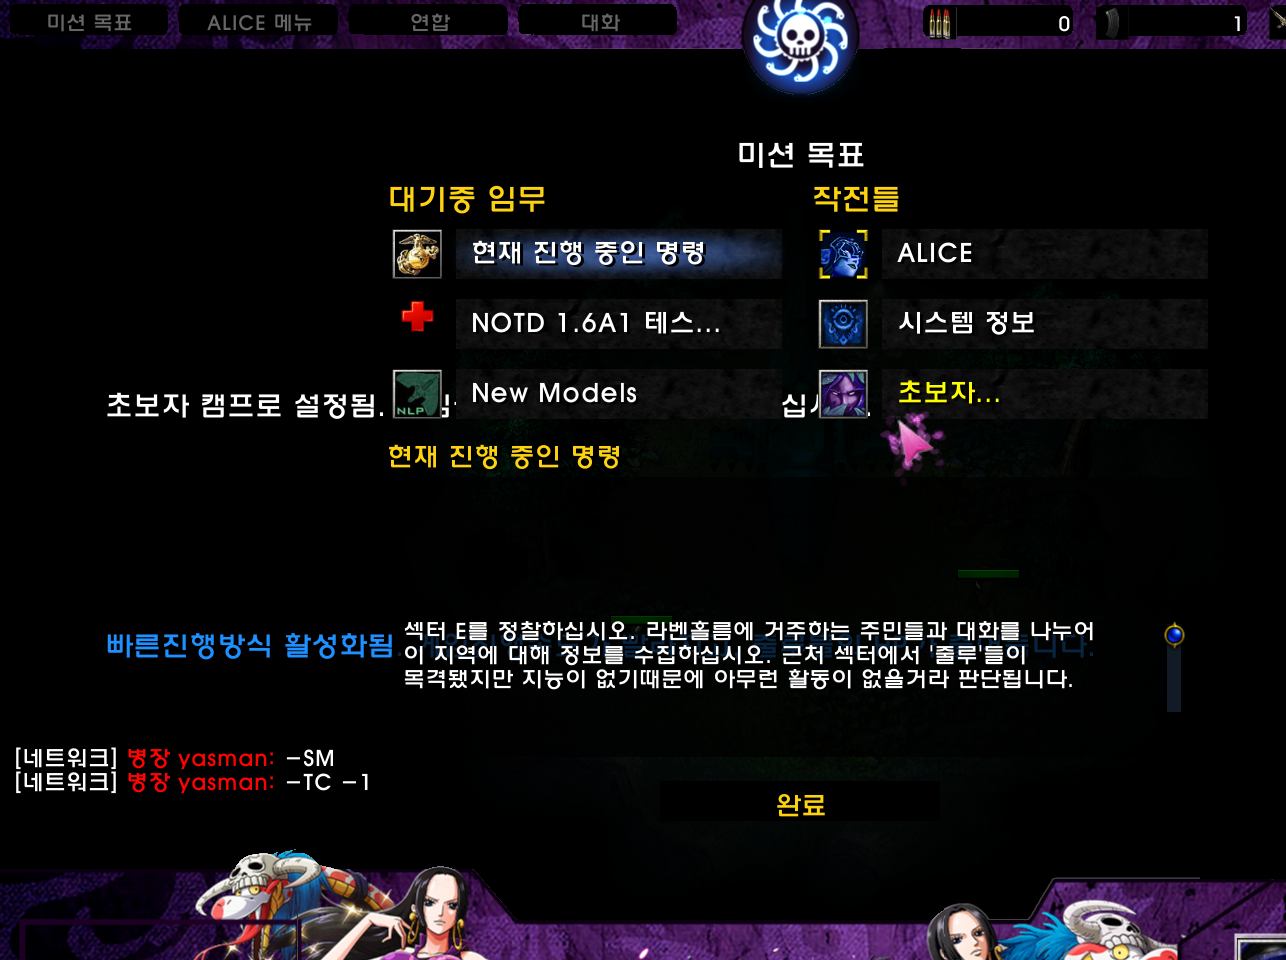 미션 목표
ALICE 메뉴
연합
대화
0
1
미션 목표
대기중 임무
작전들
현재 진행 중인 명령
ALICE
NOTD 1.6A1 테스...
시스템 정보
New Models
초보자...
NLP
초보자 캠프로 설정됨.
현재 진행 중인 명령
빠른진행방식 활성화됨
섹터 E를 정찰하십시오. 라벤홀름에 거주하는 주민들과 대화를 나누어
이 지역에 대해 정보를 수집하십시오. 근처 섹터에서 '줄루'들이
목격됐지만 지능이 없기때문에 아무런 활동이 없을거라 판단됩니다.
[네트워크] 병장 yasman: -SM
[네트워크] 병장 yasman: -TC -1
완료